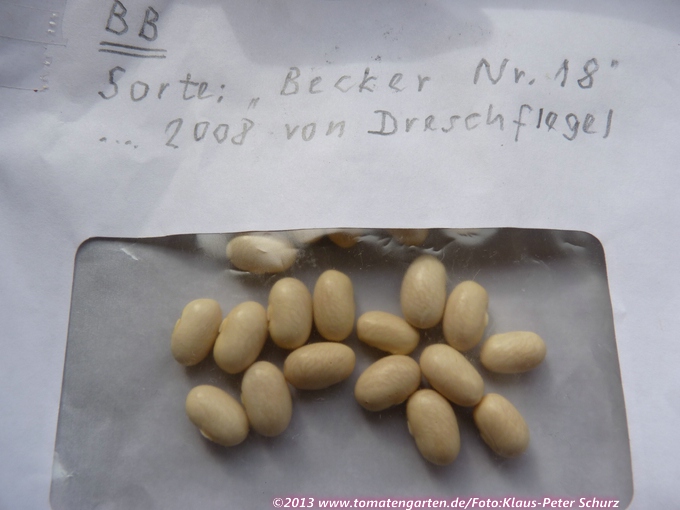 BB
Sorte: „Becker Nr. 18"
.... 2008 von Dreschflegel
©2013 www.tomatengarten.de/Foto:Klaus-Peter Schurz